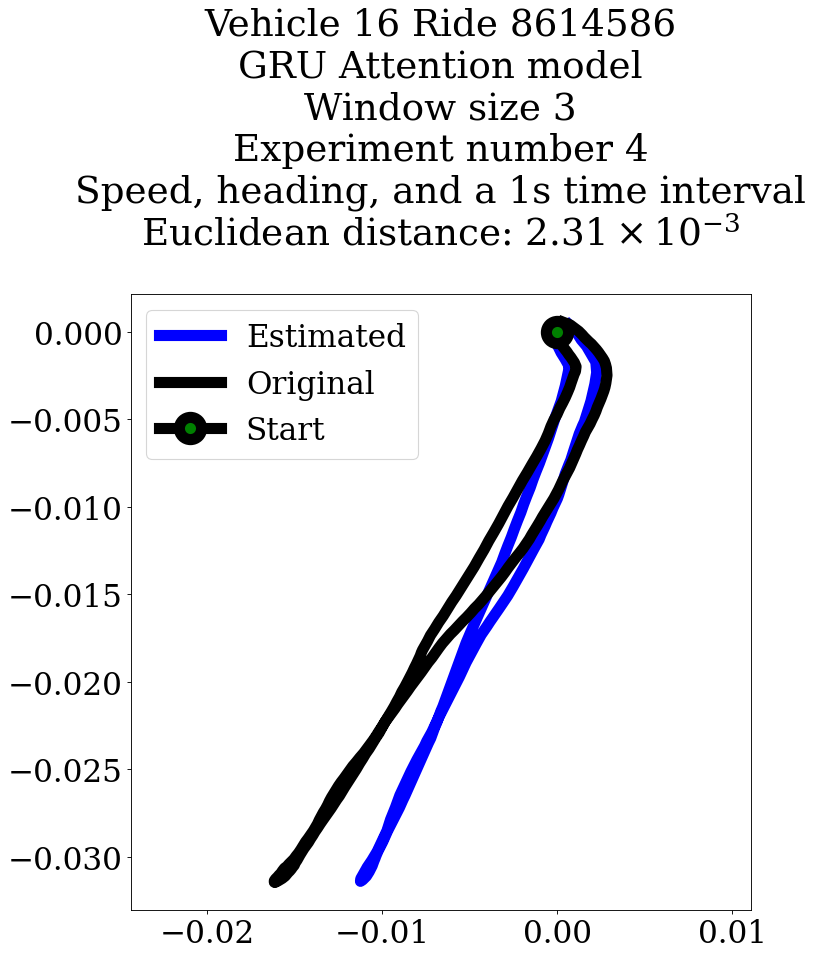 Vehicle 16 Ride 8614586
GRU Attention model
Window size 3
Experiment number 4
Speed, heading, and a 1s time interval
Euclidean distance: 2.31 × 10⁻³
Estimated
Original
Start
0.000
−0.005
−0.010
−0.015
−0.020
−0.025
−0.030
−0.02
−0.01
0.00
0.01